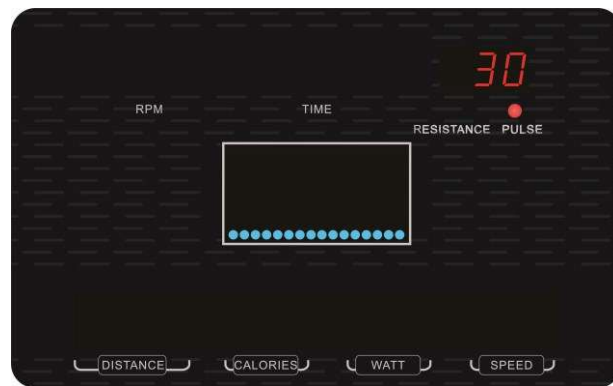 30
RPM TIME
RESISTANCE PULSE
DISTANCE CALORIES WATT SPEED